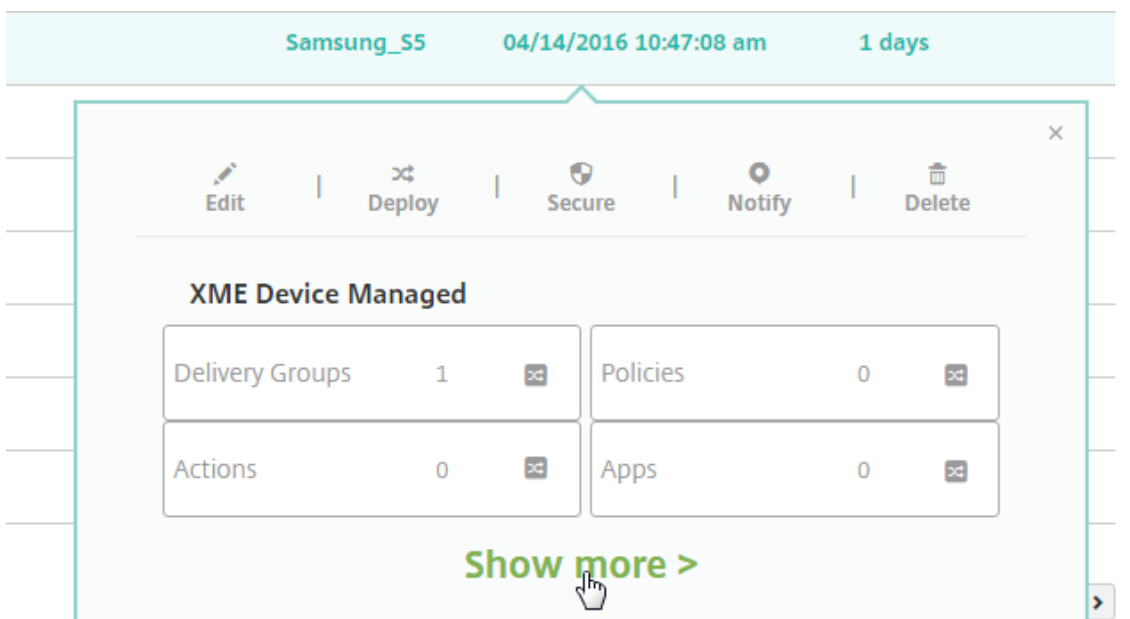 Samsung_S5 04/14/2016 10:47:08 am 1 days
Edit | Deploy | Secure | Notify | Delete
XME Device Managed
Delivery Groups 1 Policies 0
Actions 0 Apps 0
Show more >